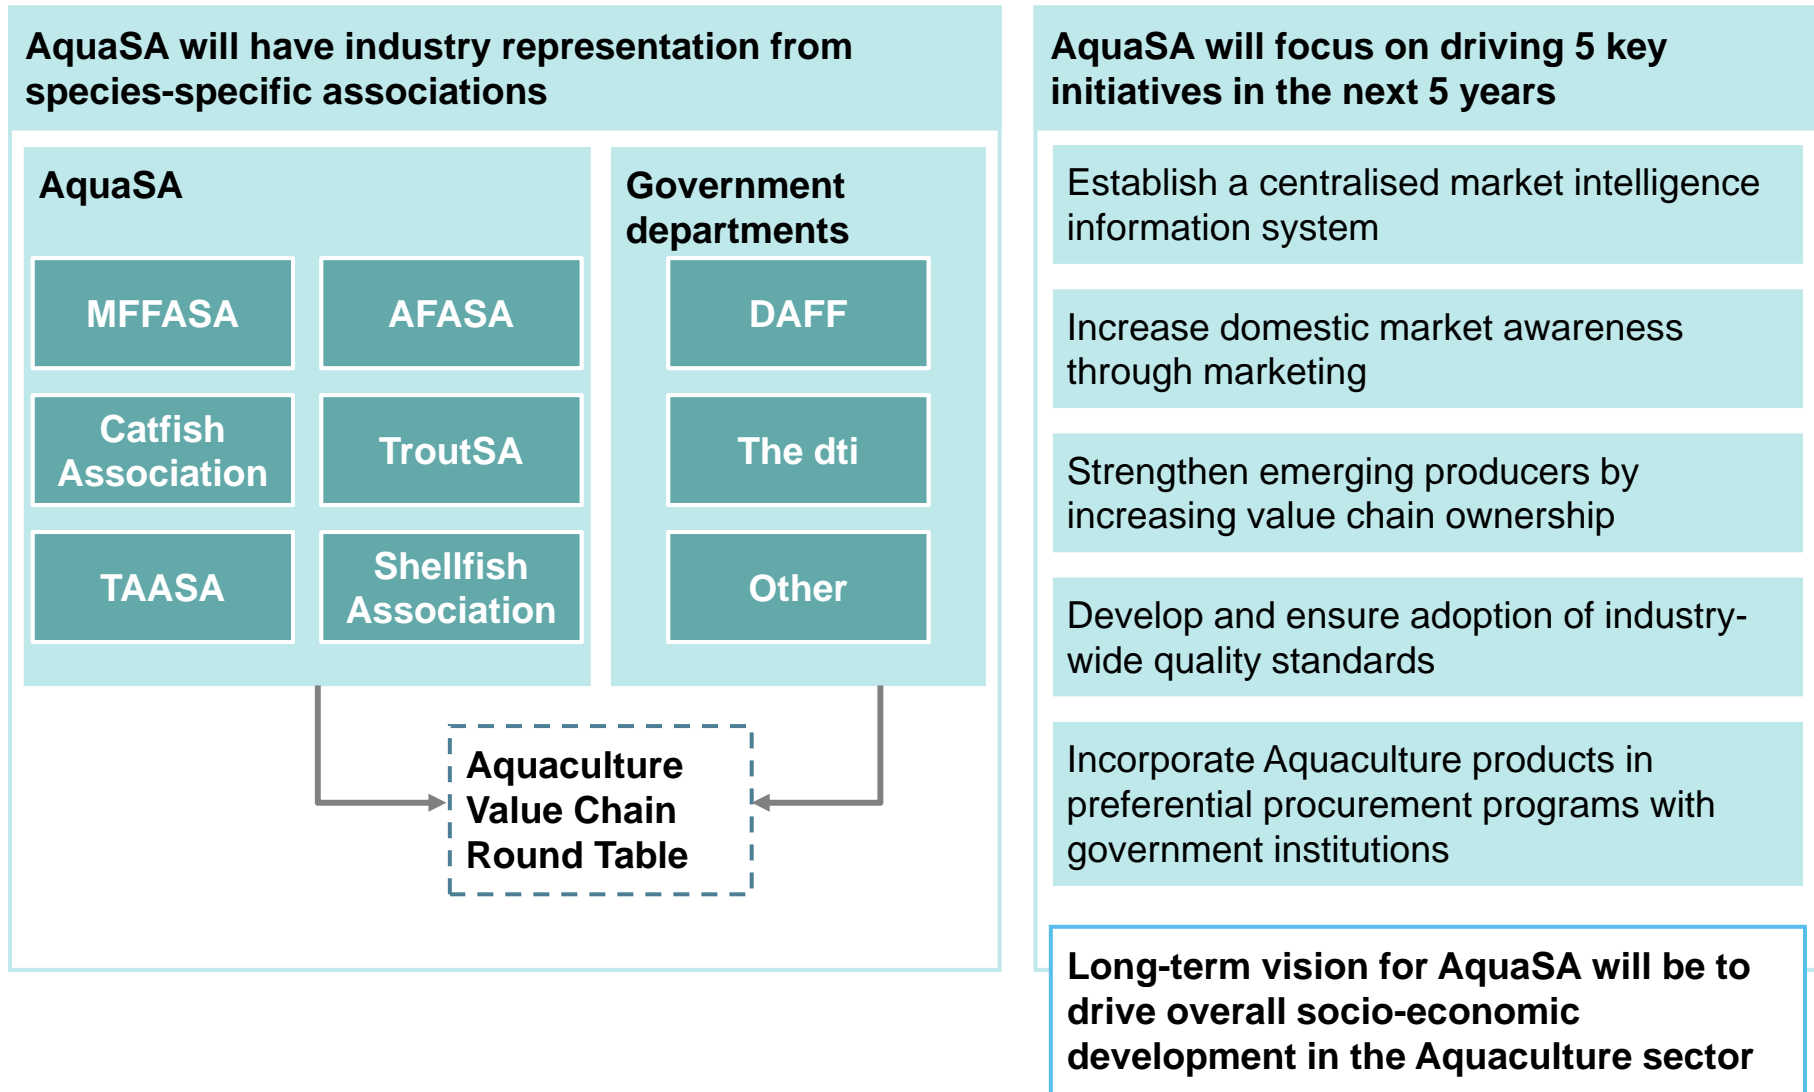 AquaSA will have industry representation from
species-specific associations
AquaSA
MFFASA
AFASA
Catfish
Association
TroutSA
TAASA
Shellfish
Association
Government
departments
DAFF
The dti
Other
Aquaculture
Value Chain
Round Table
AquaSA will focus on driving 5 key
initiatives in the next 5 years
Establish a centralised market intelligence
information system
Increase domestic market awareness
through marketing
Strengthen emerging producers by
increasing value chain ownership
Develop and ensure adoption of industry-
wide quality standards
Incorporate Aquaculture products in
preferential procurement programs with
government institutions
Long-term vision for AquaSA will be to
drive overall socio-economic
development in the Aquaculture sector